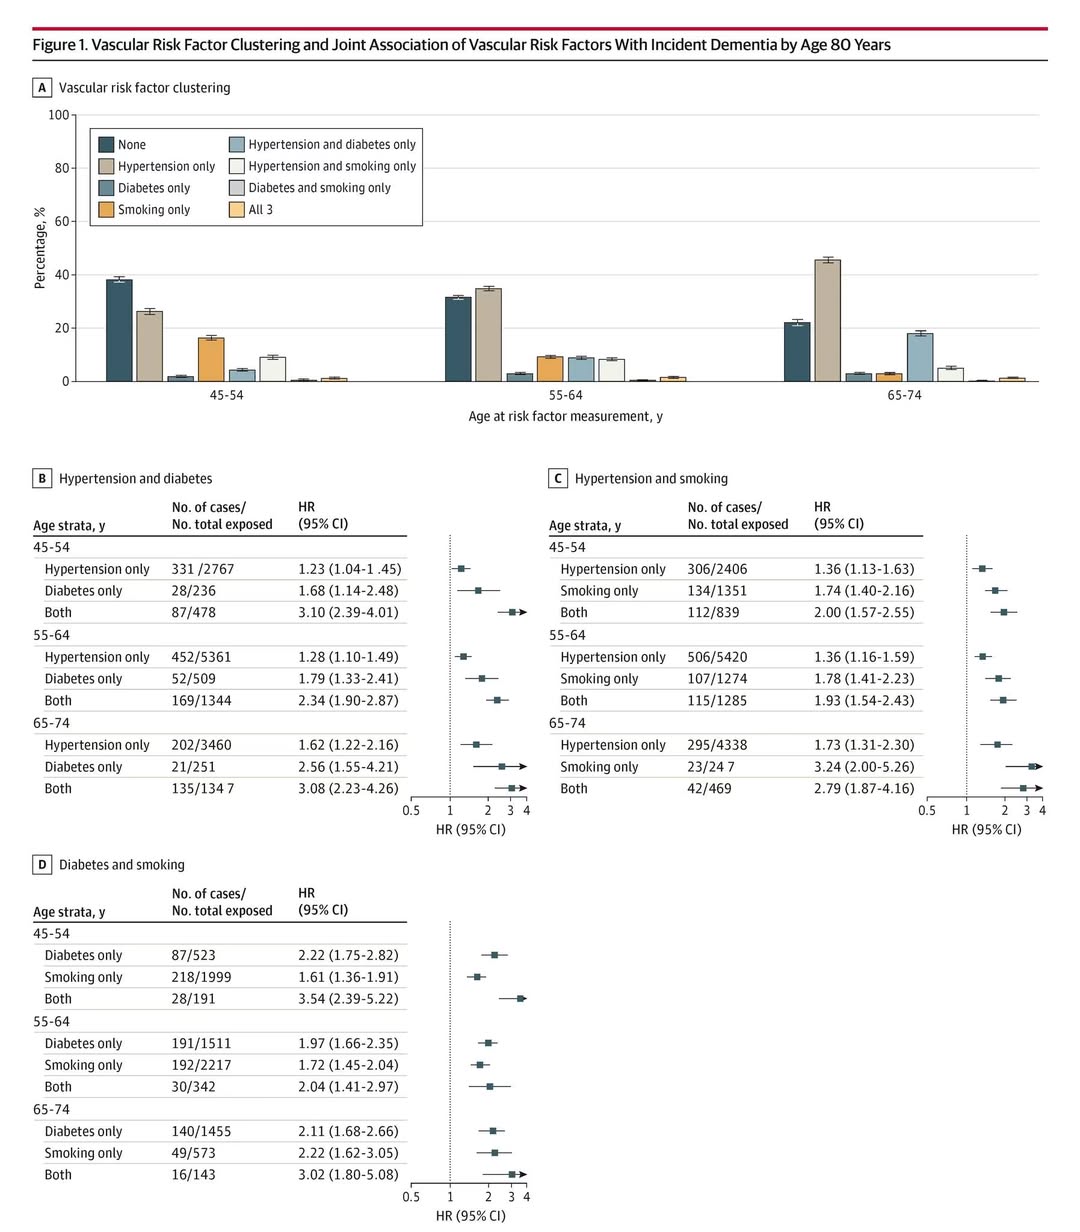 Figure 1. Vascular Risk Factor Clustering and Joint Association of Vascular Risk Factors With Incident Dementia by Age 80 Years
A Vascular risk factor clustering
100
80
60
40
20
0
Percentage, %
None
Hypertension only
Diabetes only
Smoking only
Hypertension and diabetes only
Hypertension and smoking only
Diabetes and smoking only
All 3
45-54 55-64 65-74
Age at risk factor measurement, y
B Hypertension and diabetes
Age strata, y No. of cases/ No. total exposed HR (95% CI)
45-54
Hypertension only 331 /2767 1.23 (1.04-1 .45)
Diabetes only 28/236 1.68 (1.14-2.48)
Both 87/478 3.10 (2.39-4.01)
55-64
Hypertension only 452/5361 1.28 (1.10-1.49)
Diabetes only 52/509 1.79 (1.33-2.41)
Both 169/1344 2.34 (1.90-2.87)
65-74
Hypertension only 202/3460 1.62 (1.22-2.16)
Diabetes only 21/251 2.56 (1.55-4.21)
Both 135/134 7 3.08 (2.23-4.26)
0.5 1 2 3 4
HR (95% CI)
C Hypertension and smoking
Age strata, y No. of cases/ No. total exposed HR (95% CI)
45-54
Hypertension only 306/2406 1.36 (1.13-1.63)
Smoking only 134/1351 1.74 (1.40-2.16)
Both 112/839 2.00 (1.57-2.55)
55-64
Hypertension only 506/5420 1.36 (1.16-1.59)
Smoking only 107/1274 1.78 (1.41-2.23)
Both 115/1285 1.93 (1.54-2.43)
65-74
Hypertension only 295/4338 1.73 (1.31-2.30)
Smoking only 23/24 7 3.24 (2.00-5.26)
Both 42/469 2.79 (1.87-4.16)
0.5 1 2 3 4
HR (95% CI)
D Diabetes and smoking
Age strata, y No. of cases/ No. total exposed HR (95% CI)
45-54
Diabetes only 87/523 2.22 (1.75-2.82)
Smoking only 218/1999 1.61 (1.36-1.91)
Both 28/191 3.54 (2.39-5.22)
55-64
Diabetes only 191/1511 1.97 (1.66-2.35)
Smoking only 192/2217 1.72 (1.45-2.04)
Both 30/342 2.04 (1.41-2.97)
65-74
Diabetes only 140/1455 2.11 (1.68-2.66)
Smoking only 49/573 2.22 (1.62-3.05)
Both 16/143 3.02 (1.80-5.08)
0.5 1 2 3 4
HR (95% CI)